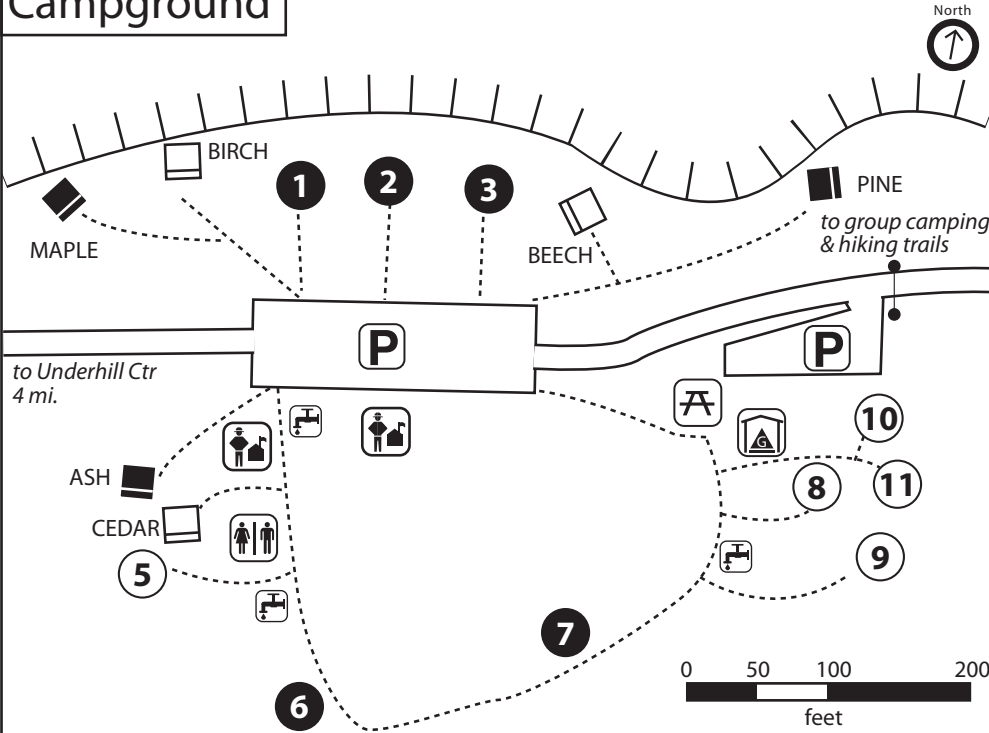 Campground
North
BIRCH
1
2
3
PINE
MAPLE
BEECH
to group camping
& hiking trails
P
P
to Underhill Ctr
4 mi.
10
ASH
G
8
11
CEDAR
5
9
7
6
0 50 100 200
feet